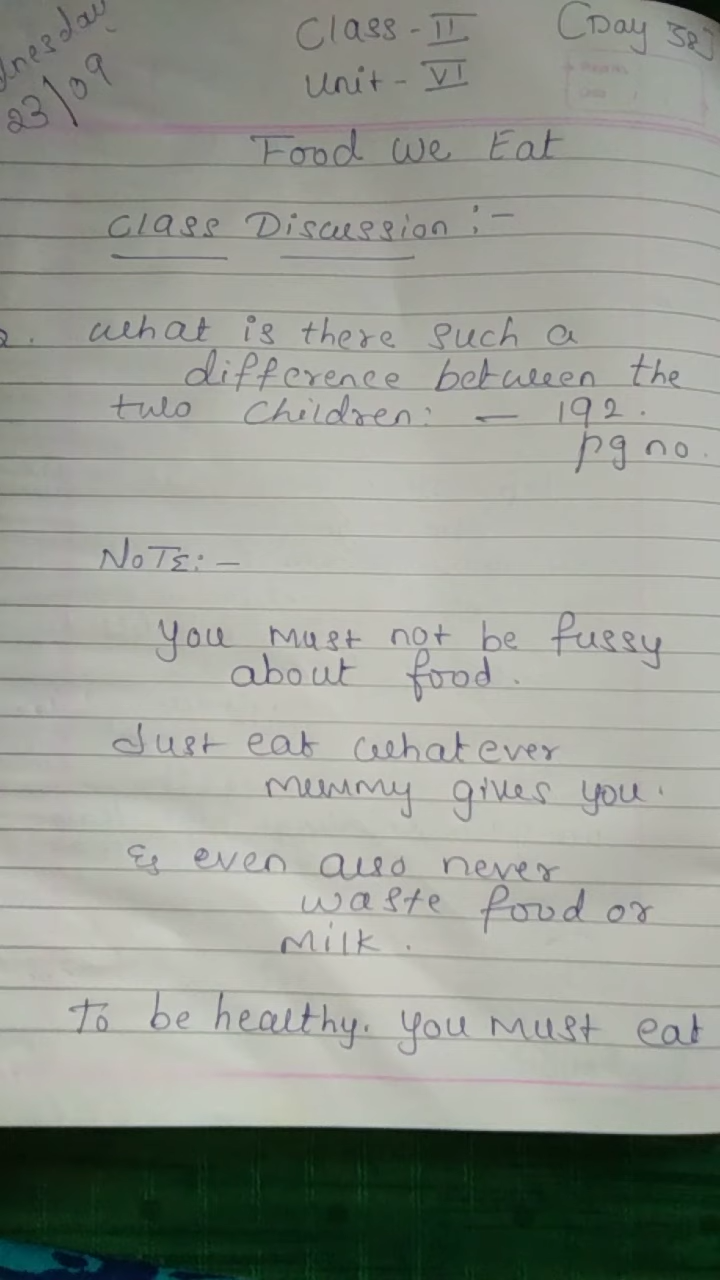 Class - II
(Day 38)
23/09
Unit - VI
Food We Eat
Class Discussion :-
what is there such a
difference between the
two children: - 192.
pg no.
NOTE: -
you must not be fussy
about food.
Just eat whatever
mummy gives you.
& even also never
waste food or
milk.
To be healthy. you must eat